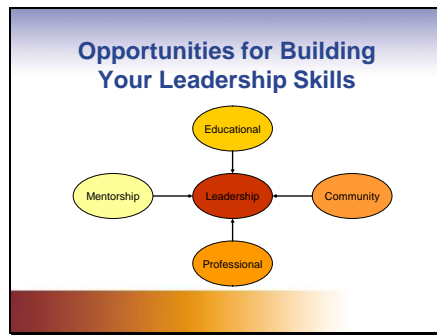 Opportunities for Building
Your Leadership Skills
Educational
Mentorship
Leadership
Community
Professional